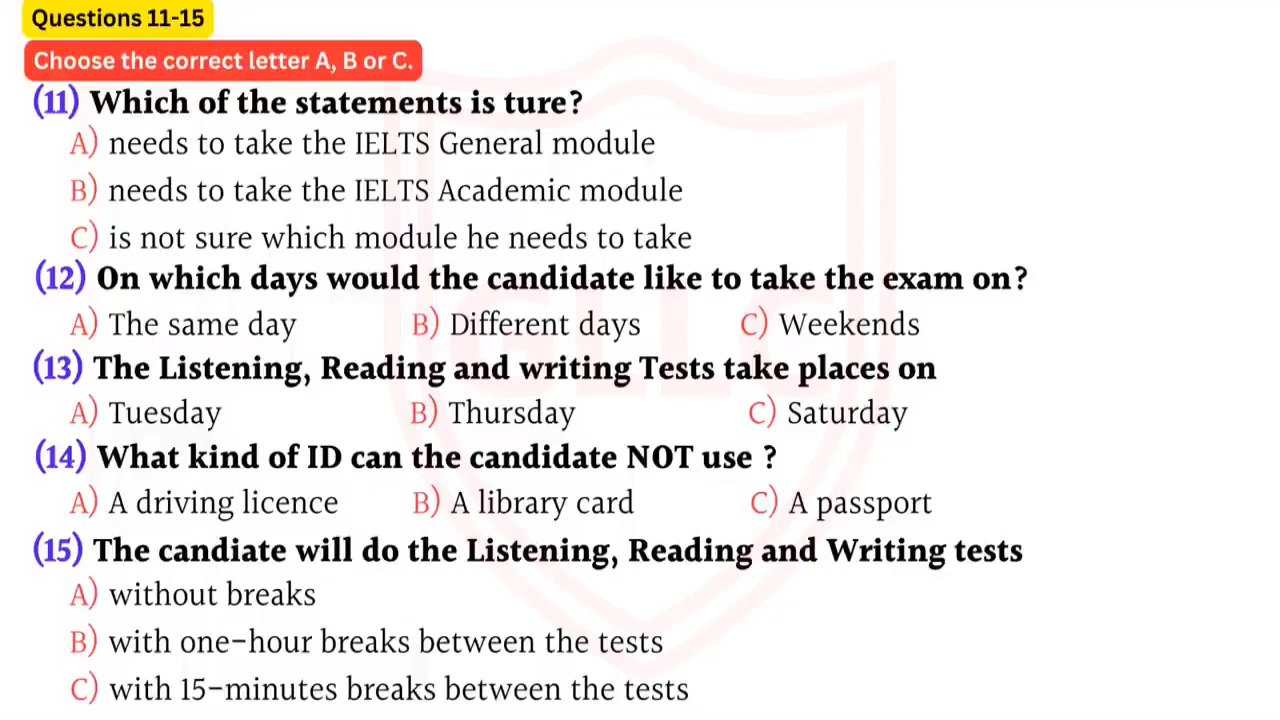 Questions 11-15
Choose the correct letter A, B or C.
(11) Which of the statements is ture?
A) needs to take the IELTS General module
B) needs to take the IELTS Academic module
C) is not sure which module he needs to take
(12) On which days would the candidate like to take the exam on?
A) The same day B) Different days C) Weekends
(13) The Listening, Reading and writing Tests take places on
A) Tuesday B) Thursday C) Saturday
(14) What kind of ID can the candidate NOT use ?
A) A driving licence B) A library card C) A passport
(15) The candiate will do the Listening, Reading and Writing tests
A) without breaks
B) with one-hour breaks between the tests
C) with 15-minutes breaks between the tests